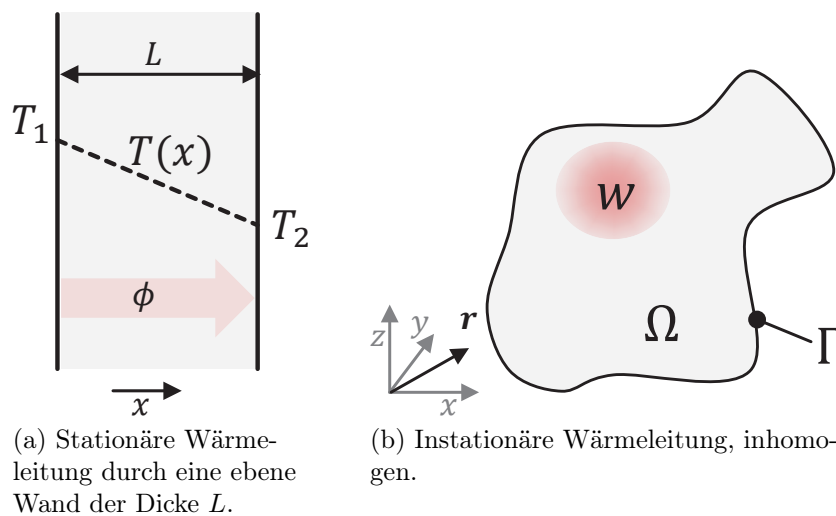 L
T₁
T(x)
T₂
ϕ
x
(a) Stationäre Wärme-
leitung durch eine ebene
Wand der Dicke L.
w
Ω
Γ
z
y
r
x
(b) Instationäre Wärmeleitung, inhomo-
gen.